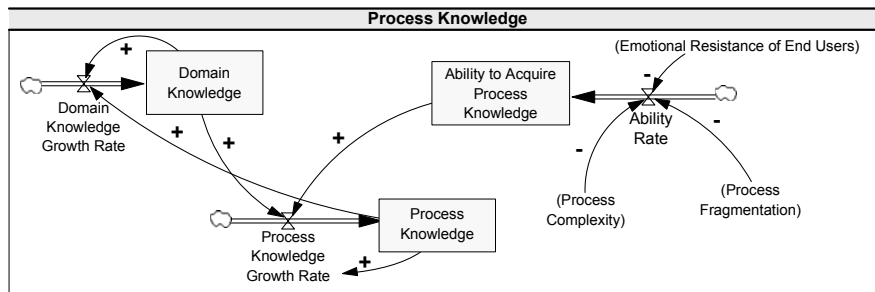 Process Knowledge
+
Domain
Knowledge
Domain
Knowledge
Growth Rate
+
+
(Emotional Resistance of End Users)
-
Ability to Acquire
Process
Knowledge
Ability
Rate
-
-
+
(Process
Complexity)
(Process
Fragmentation)
Process
Knowledge
Process
Knowledge
Growth Rate
+